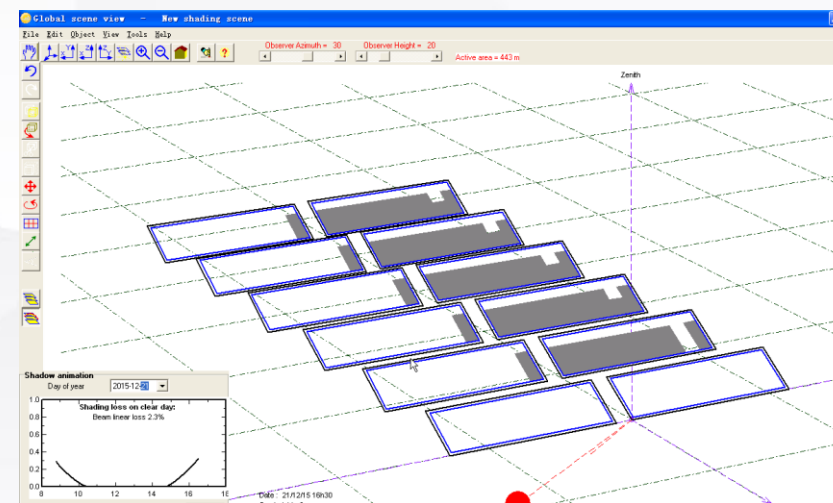 Global scene view - New shading scene
File Edit Object View Tools Help
Observer Azimuth = 30 Observer Height = 20
Active area = 443 m
Zenith
Shadow animation
Day of year 2015-12-21
Shading loss on clear day:
Beam linear loss 2.3%
1.0
0.8
0.6
0.4
0.2
0.0
0 10 12 14 16
Date : 21/12/15 16h30